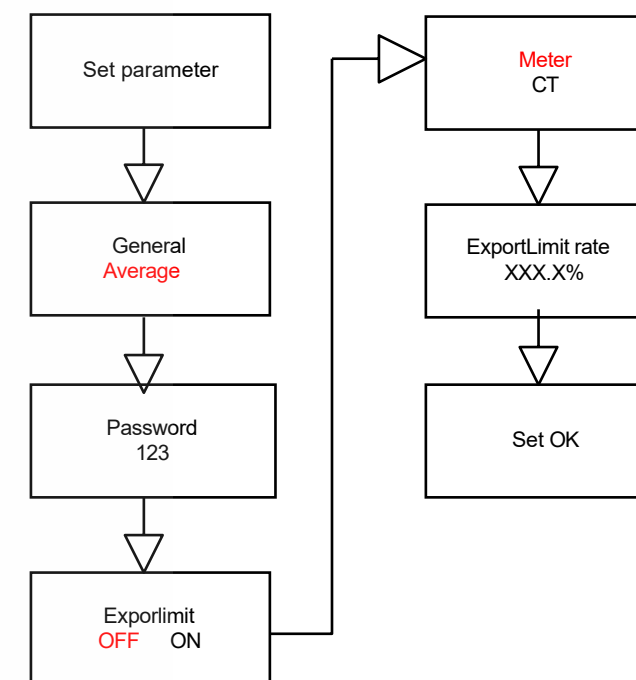 Set parameter
General
Average
Password
123
Exporlimit
OFF ON
Meter
CT
ExportLimit rate
XXX.X%
Set OK